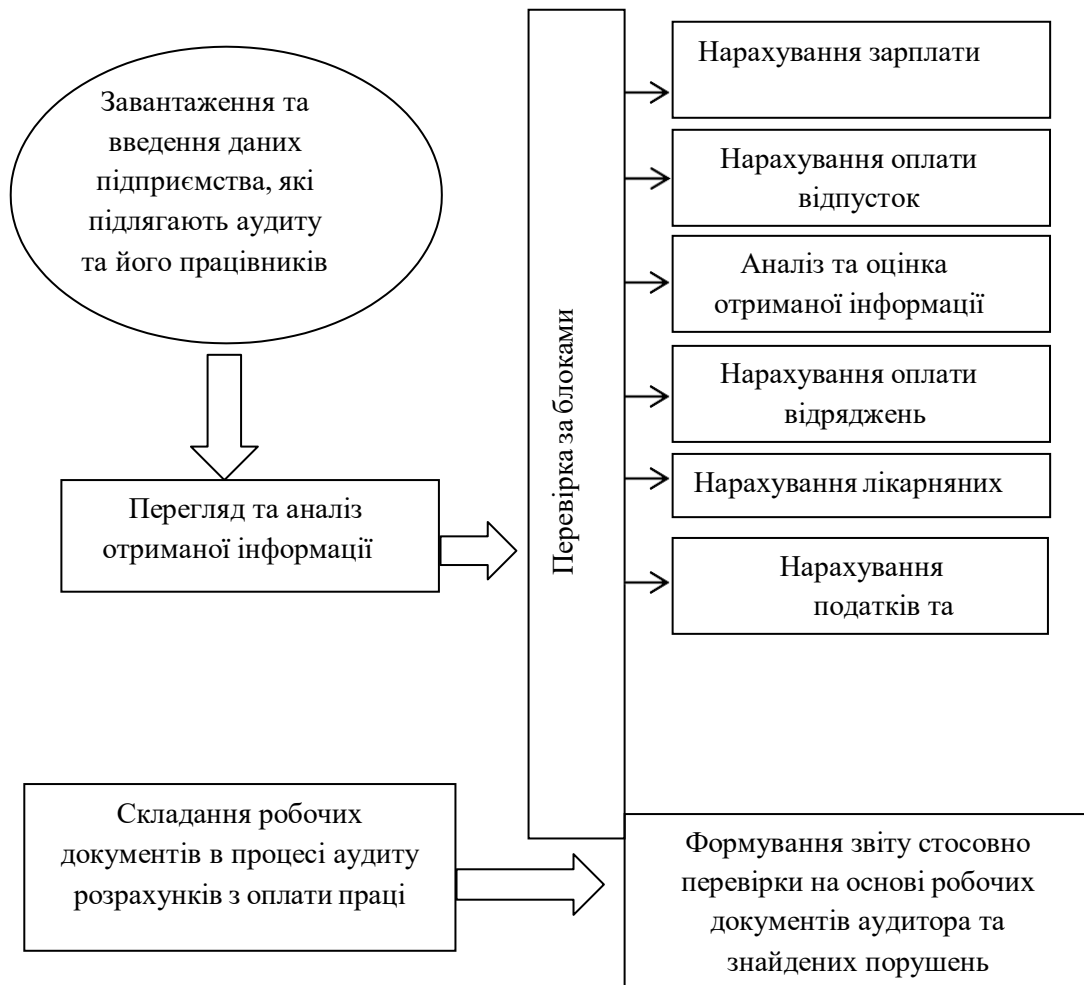 Завантаження та
введення даних
підприємства, які
підлягають аудиту
та його працівників
Перегляд та аналіз
отриманої інформації
Перевірка за блоками
Нарахування зарплати
Нарахування оплати
відпусток
Аналіз та оцінка
отриманої інформації
Нарахування оплати
відряджень
Нарахування лікарняних
Нарахування
податків та
Складання робочих
документів в процесі аудиту
розрахунків з оплати праці
Формування звіту стосовно
перевірки на основі робочих
документів аудитора та
знайдених порушень